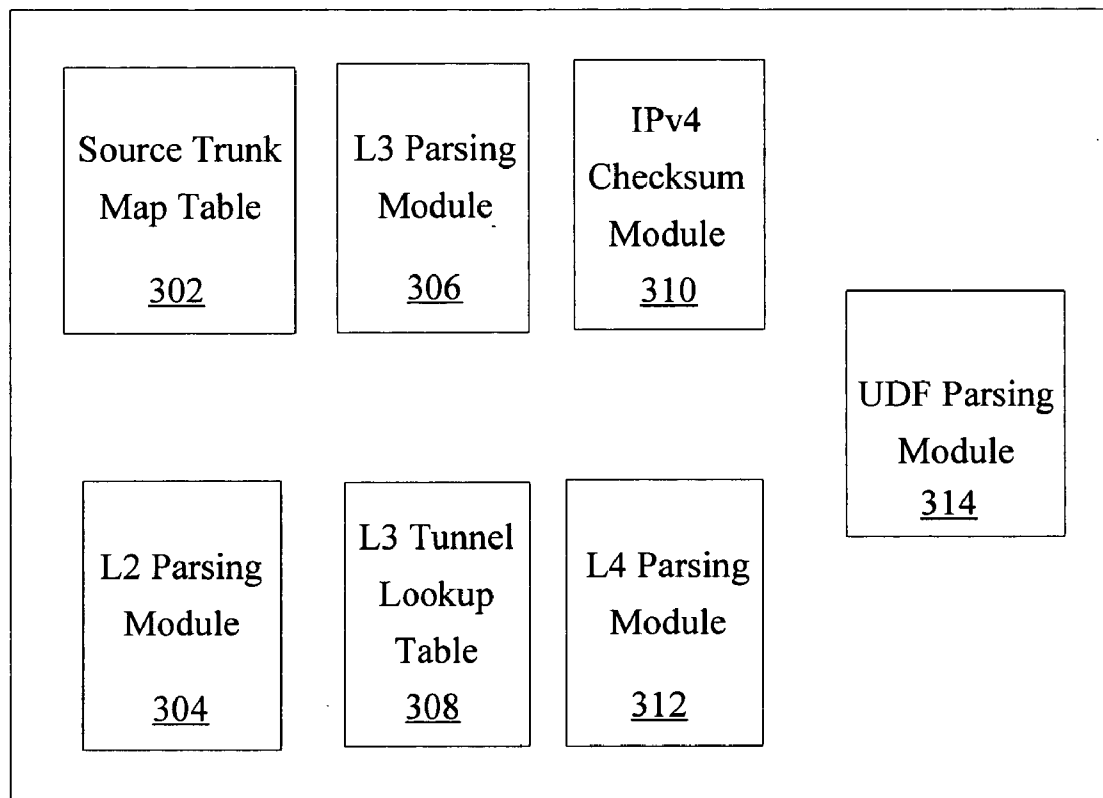 Source Trunk
Map Table
302
L3 Parsing
Module
306
IPv4
Checksum
Module
310
UDF Parsing
Module
314
L2 Parsing
Module
304
L3 Tunnel
Lookup
Table
308
L4 Parsing
Module
312